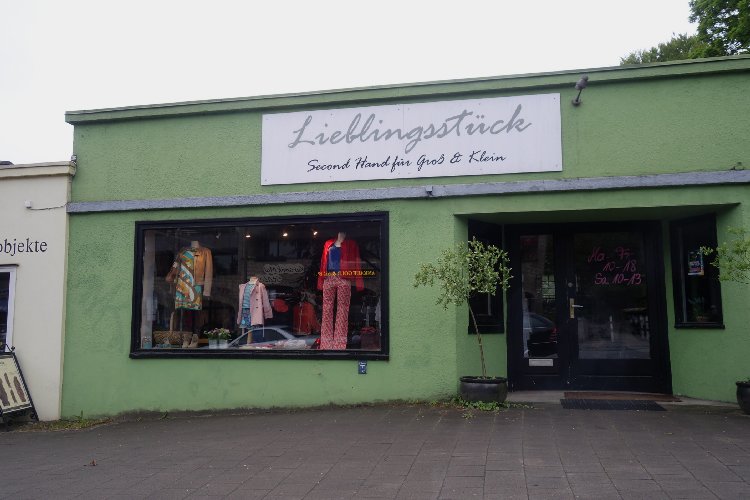 Lieblingsstück
Second Hand für Groß & Klein
objekte
Mo - Fr.
10 - 18
Sa. 10-13